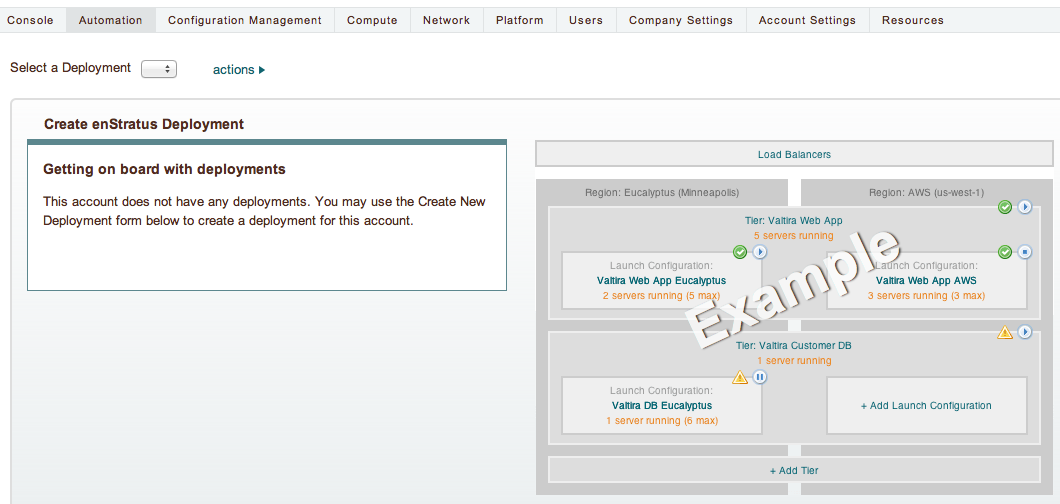 Console Automation Configuration Management Compute Network Platform Users Company Settings Account Settings Resources
Select a Deployment
actions
Create enStratus Deployment
Getting on board with deployments
This account does not have any deployments. You may use the Create New
Deployment form below to create a deployment for this account.
Load Balancers
Region: Eucalyptus (Minneapolis)
Region: AWS (us-west-1)
Tier: Valtira Web App
5 servers running
Launch Configuration:
Valtira Web App Eucalyptus
2 servers running (5 max)
Launch Configuration:
Valtira Web App AWS
3 servers running (3 max)
Example
Tier: Valtira Customer DB
1 server running
Launch Configuration:
Valtira DB Eucalyptus
1 server running (6 max)
+ Add Launch Configuration
+ Add Tier